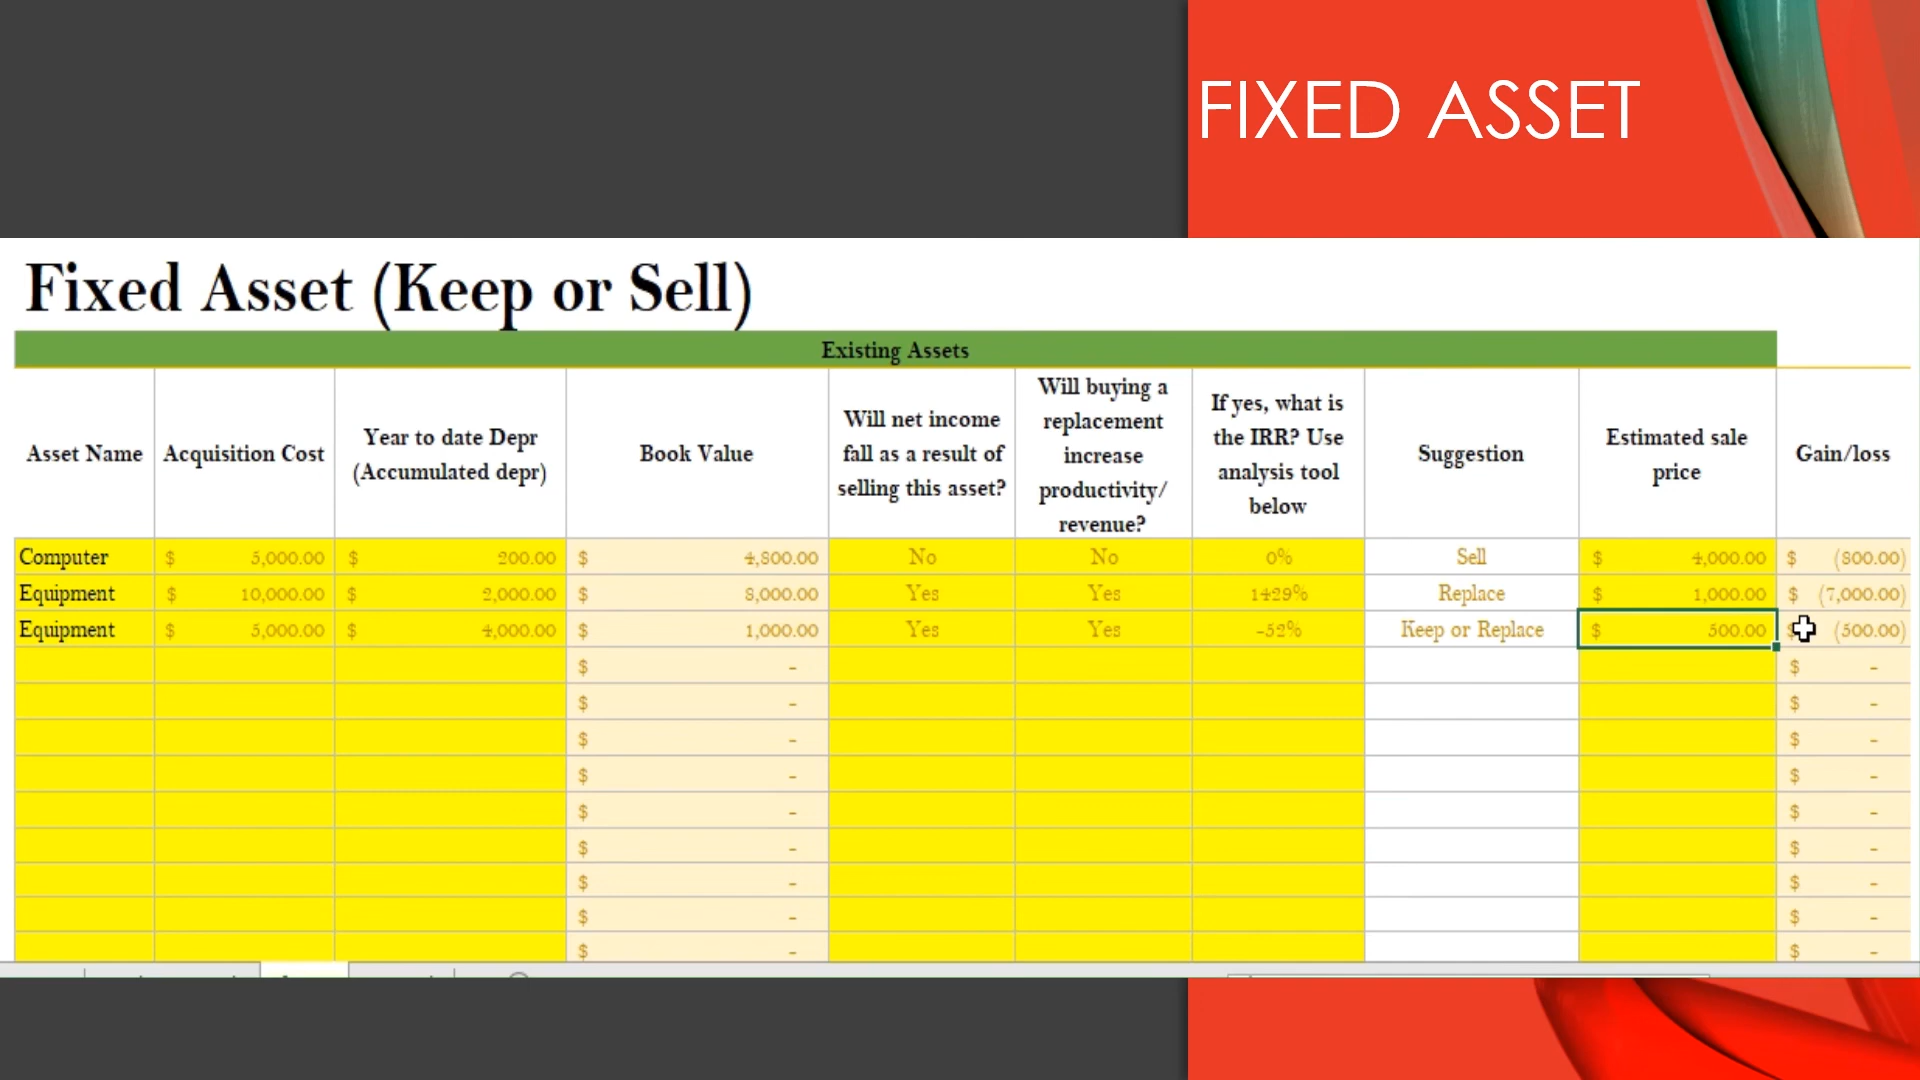 FIXED ASSET
Fixed Asset (Keep or Sell)
Existing Assets
Asset Name Acquisition Cost Year to date Depr (Accumulated depr) Book Value Will net income fall as a result of selling this asset? Will buying a replacement increase productivity/ revenue? If yes, what is the IRR? Use analysis tool below Suggestion Estimated sale price Gain/loss
Computer $ 5,000.00 $ 200.00 $ 4,800.00 No No 0% Sell $ 4,000.00 $ (800.00)
Equipment $ 10,000.00 $ 2,000.00 $ 8,000.00 Yes Yes 1429% Replace $ 1,000.00 $ (7,000.00)
Equipment $ 5,000.00 $ 4,000.00 $ 1,000.00 Yes Yes -52% Keep or Replace $ 500.00 $ (500.00)
$ - $ -
$ - $ -
$ - $ -
$ - $ -
$ - $ -
$ - $ -
$ - $ -
$ - $ -
$ - $ -